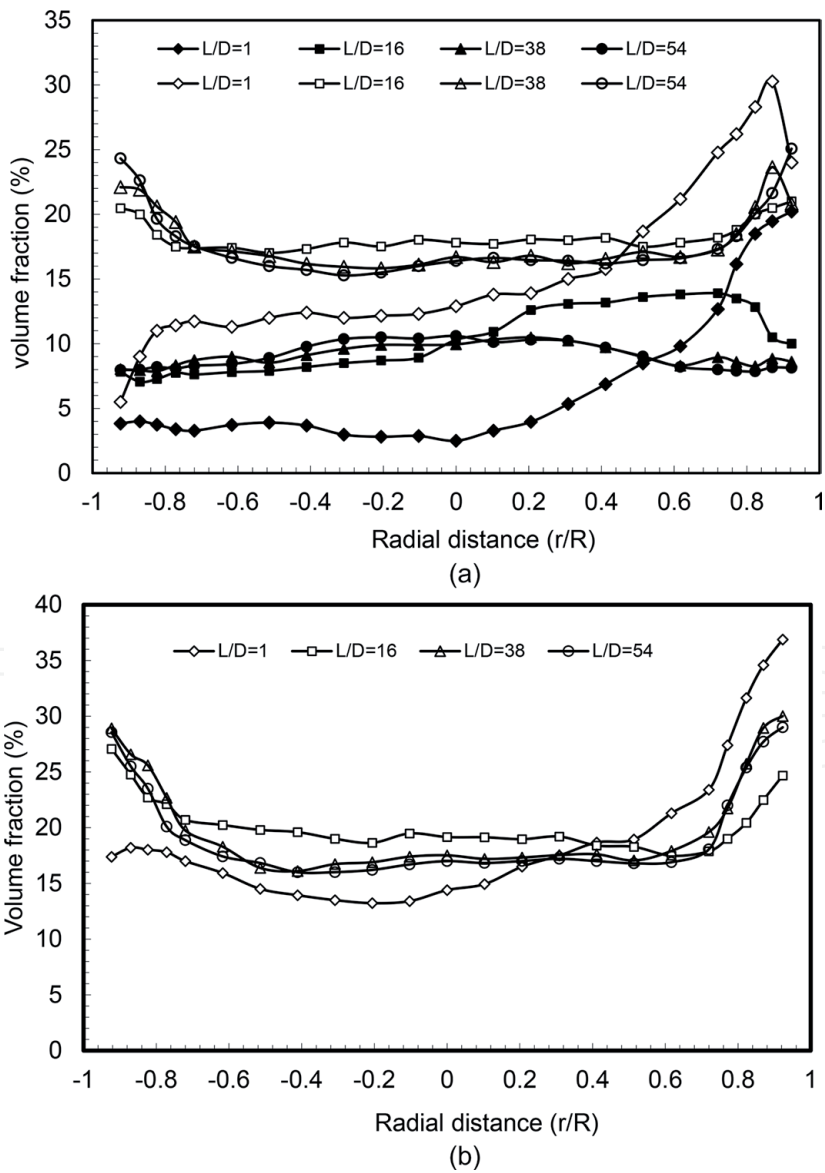 35
30
25
20
15
10
5
0
volume fraction (%)
L/D=1 L/D=16 L/D=38 L/D=54
L/D=1 L/D=16 L/D=38 L/D=54
-1 -0.8 -0.6 -0.4 -0.2 0 0.2 0.4 0.6 0.8 1
Radial distance (r/R)
(a)
40
35
30
25
20
15
10
5
0
Volume fraction (%)
L/D=1 L/D=16 L/D=38 L/D=54
-1 -0.8 -0.6 -0.4 -0.2 0 0.2 0.4 0.6 0.8 1
Radial distance (r/R)
(b)